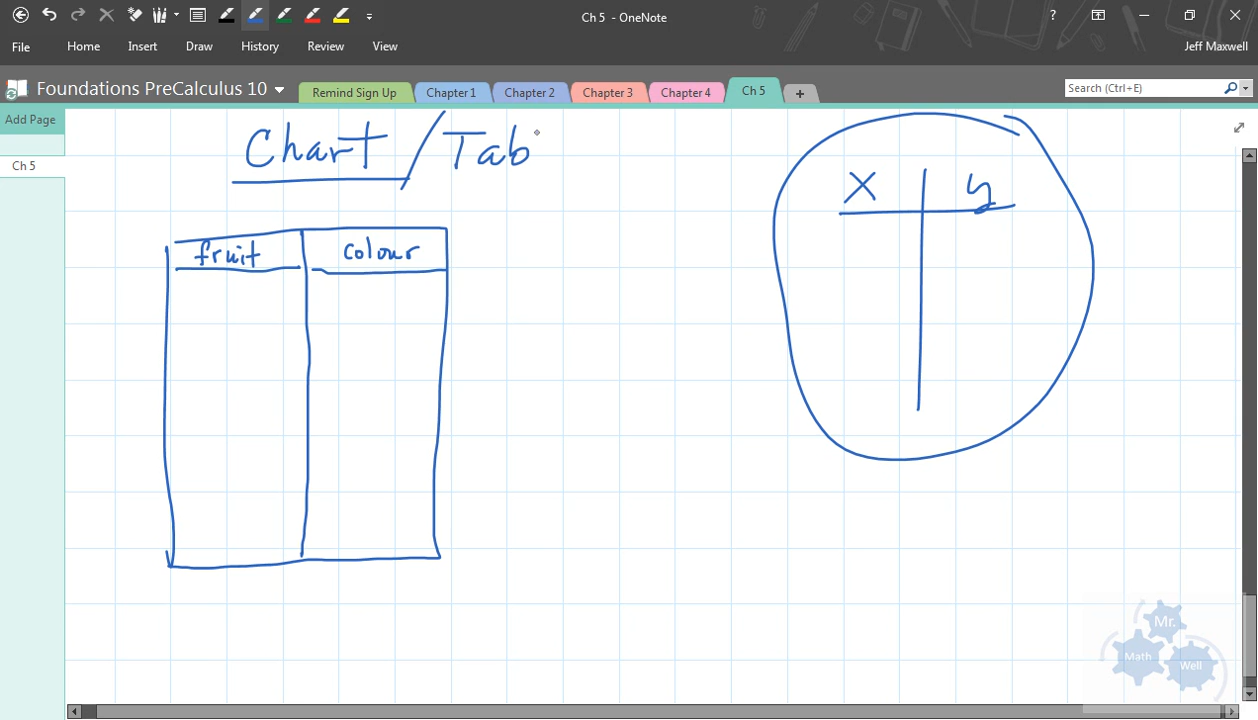 Ch 5 - OneNote
?
File
Home
Insert
Draw
History
Review
View
Jeff Maxwell
Foundations PreCalculus 10
Remind Sign Up
Chapter 1
Chapter 2
Chapter 3
Chapter 4
Ch 5
+
Search (Ctrl+E)
Add Page
Ch 5
Chart / Tab
x y
fruit colour
Mr.
Math
Well